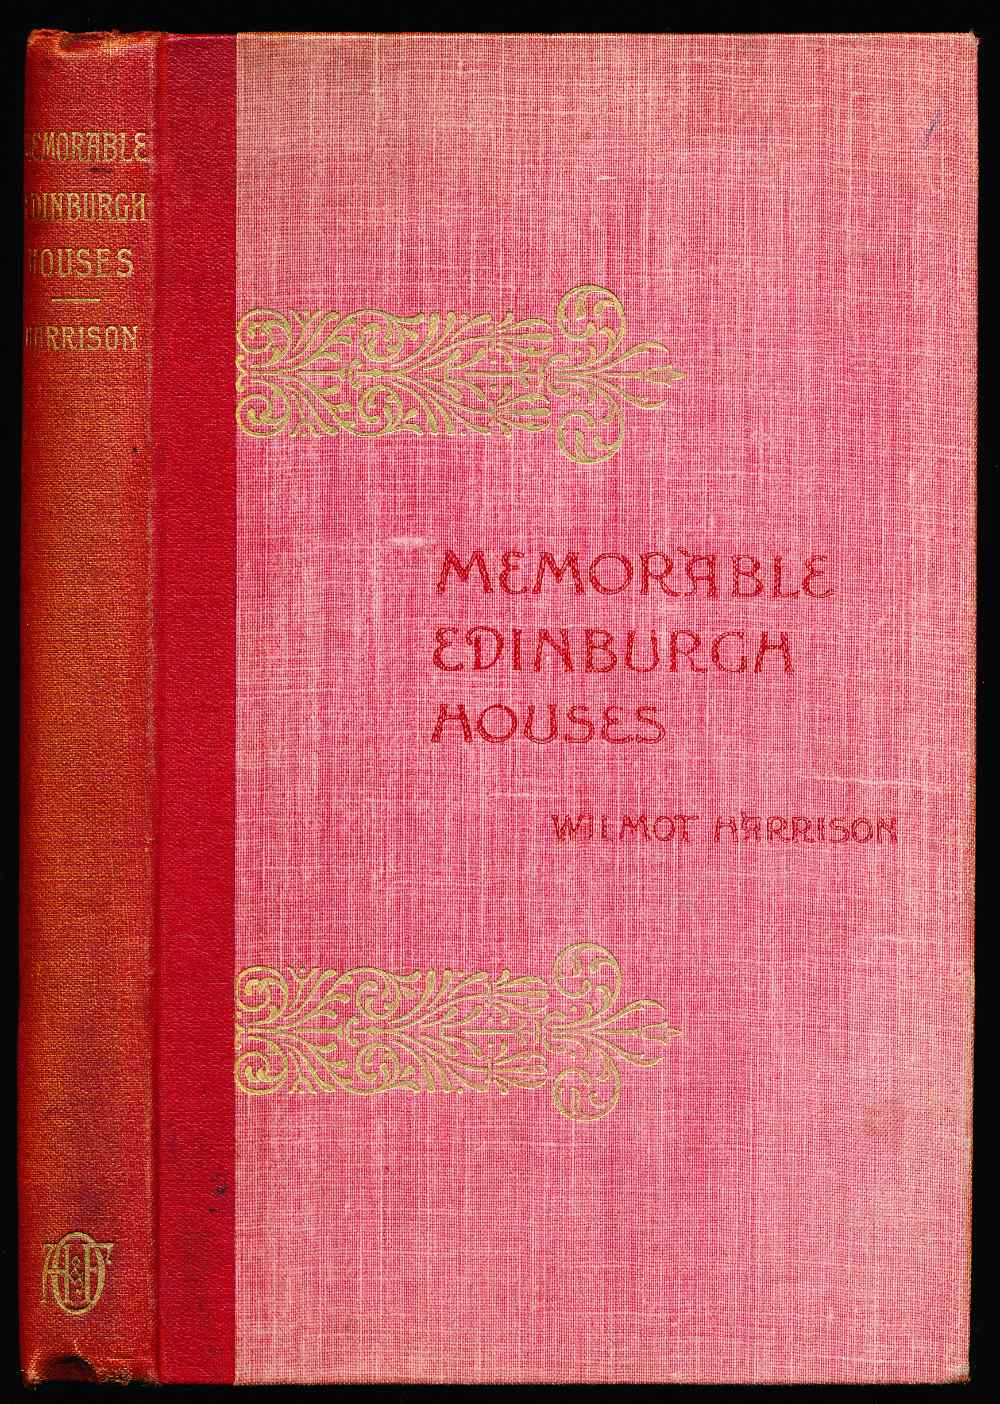 MEMORABLE
EDINBURGH
HOUSES
HARRISON
MEMORABLE
EDINBURGH
HOUSES
WILMOT HARRISON